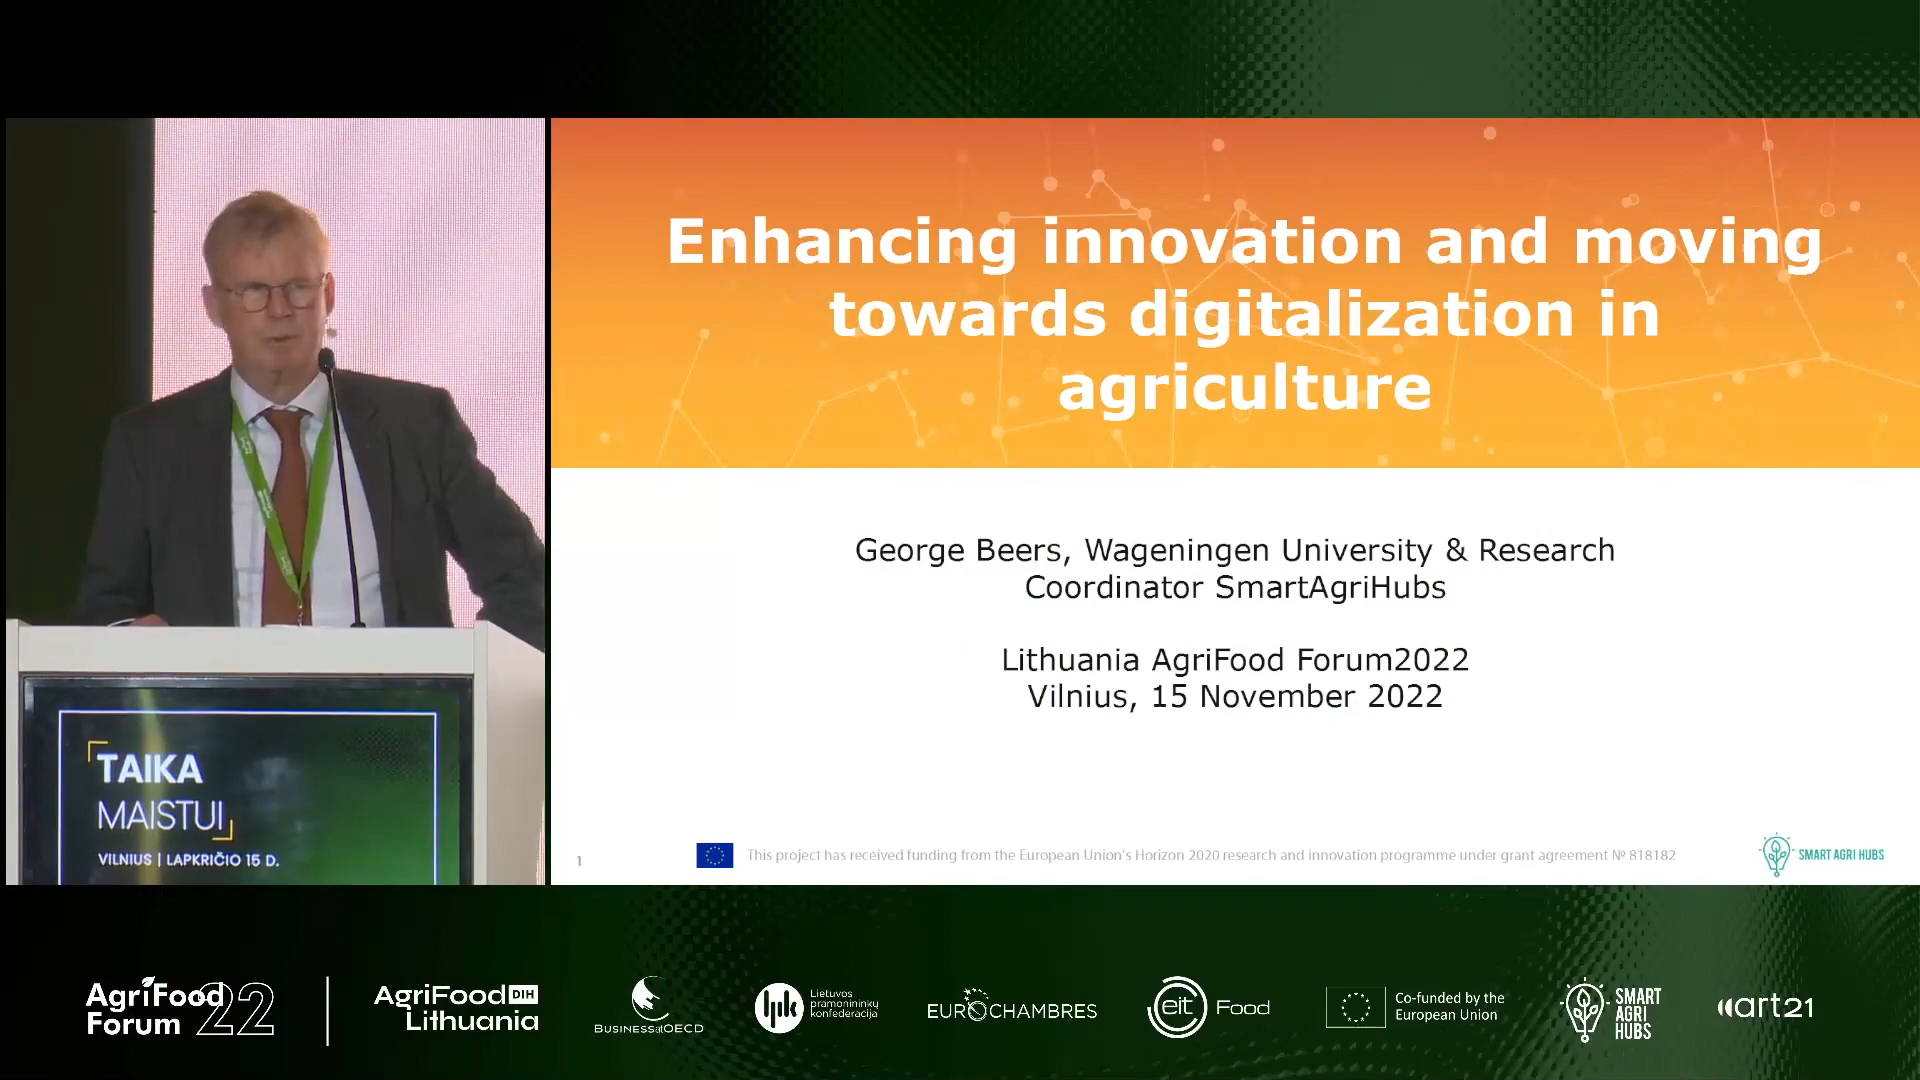 Enhancing innovation and moving
towards digitalization in
agriculture
George Beers, Wageningen University & Research
Coordinator SmartAgriHubs
Lithuania AgriFood Forum2022
Vilnius, 15 November 2022
1
This project has received funding from the European Union's Horizon 2020 research and innovation programme under grant agreement № 818182
SMART AGRI HUBS
TAIKA
MAISTUI
VILNIUS | LAPKRIČIO 15 D.
AgriFood
Forum 22
AgriFood DIH
Lithuania
BUSINESSatOECD
lpk
Lietuvos
pramonininkų
konfederacija
EUROCHAMBRES
eit Food
Co-funded by the
European Union
SMART
AGRI
HUBS
art21